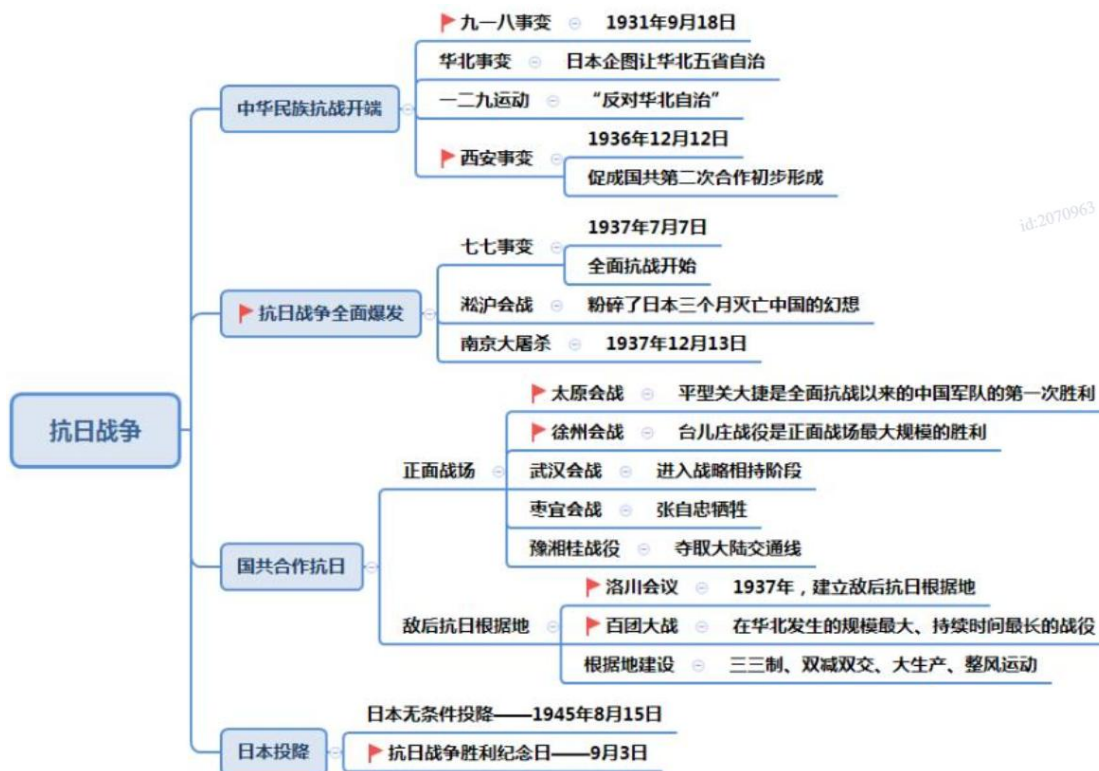 九一八事变 1931年9月18日
华北事变 日本企图让华北五省自治
中华民族抗战开端
一二九运动 “反对华北自治”
西安事变
1936年12月12日
促成国共第二次合作初步形成
id:2070963
七七事变
1937年7月7日
全面抗战开始
抗日战争全面爆发
淞沪会战 粉碎了日本三个月灭亡中国的幻想
南京大屠杀 1937年12月13日
抗日战争
太原会战 平型关大捷是全面抗战以来的中国军队的第一次胜利
徐州会战 台儿庄战役是正面战场最大规模的胜利
正面战场
武汉会战 进入战略相持阶段
枣宜会战 张自忠牺牲
豫湘桂战役 夺取大陆交通线
国共合作抗日
洛川会议 1937年，建立敌后抗日根据地
敌后抗日根据地
百团大战 在华北发生的规模最大、持续时间最长的战役
根据地建设 三三制、双减双交、大生产、整风运动
日本投降
日本无条件投降——1945年8月15日
抗日战争胜利纪念日——9月3日